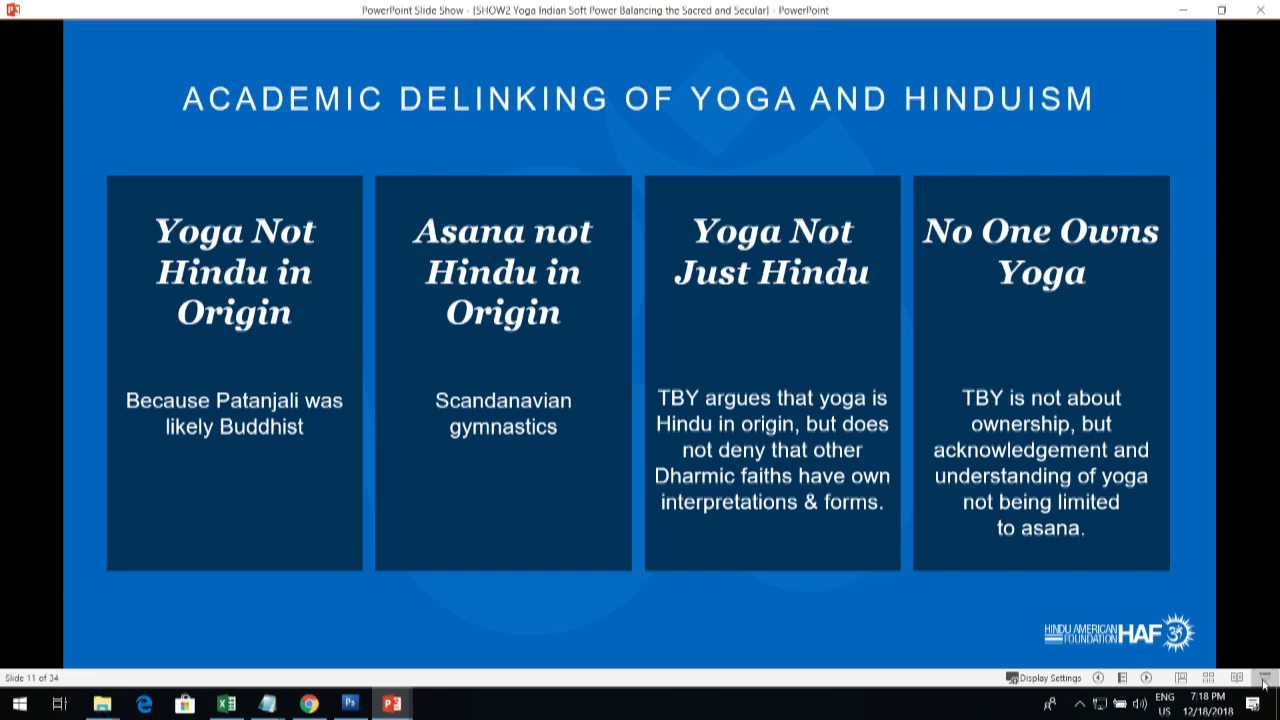 PowerPoint Slide Show - [SHOW2 Yoga Indian Soft Power Balancing the Sacred and Secular] - PowerPoint
ACADEMIC DELINKING OF YOGA AND HINDUISM
Yoga Not
Hindu in
Origin
Because Patanjali was
likely Buddhist
Asana not
Hindu in
Origin
Scandanavian
gymnastics
Yoga Not
Just Hindu
TBY argues that yoga is
Hindu in origin, but does
not deny that other
Dharmic faiths have own
interpretations & forms.
No One Owns
Yoga
TBY is not about
ownership, but
acknowledgement and
understanding of yoga
not being limited
to asana.
HINDU AMERICAN
FOUNDATION
HAF
ॐ
Slide 11 of 34
Display Settings
ENG
US
7:18 PM
12/18/2018